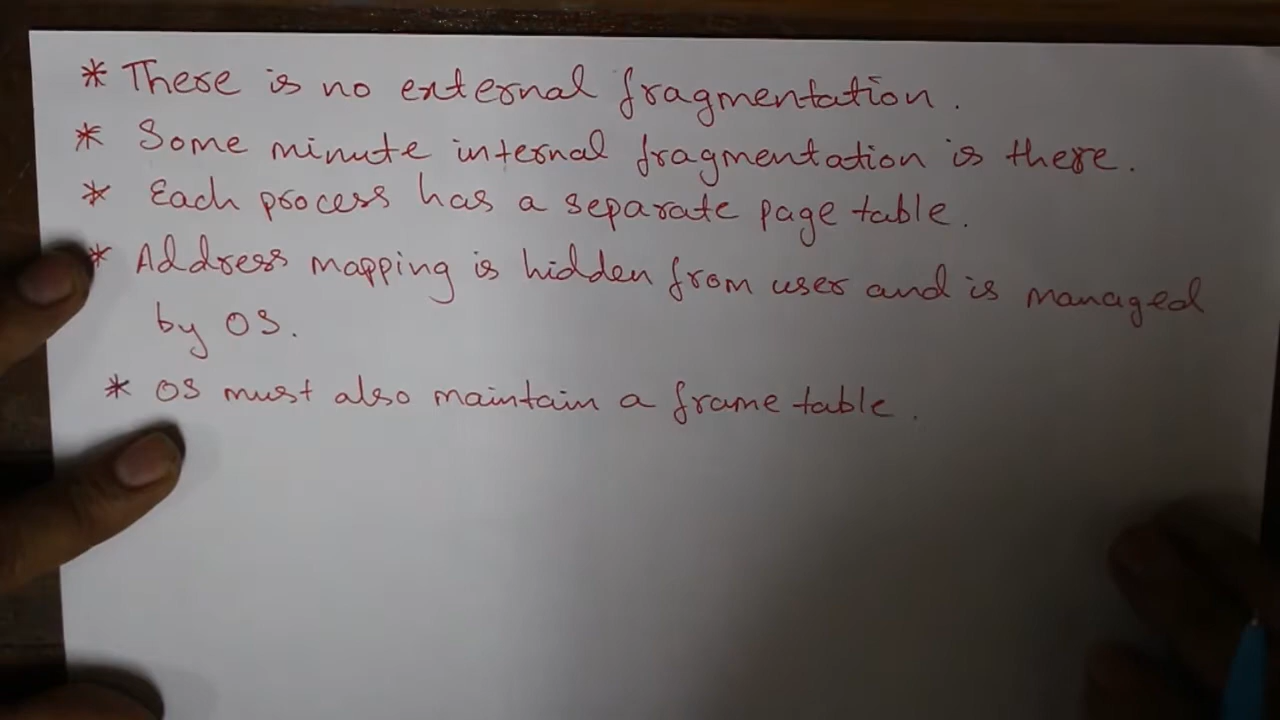 * There is no external fragmentation.
* Some minute internal fragmentation is there.
* Each process has a separate page table.
* Address mapping is hidden from user and is managed
by OS.
* OS must also maintain a frame table.